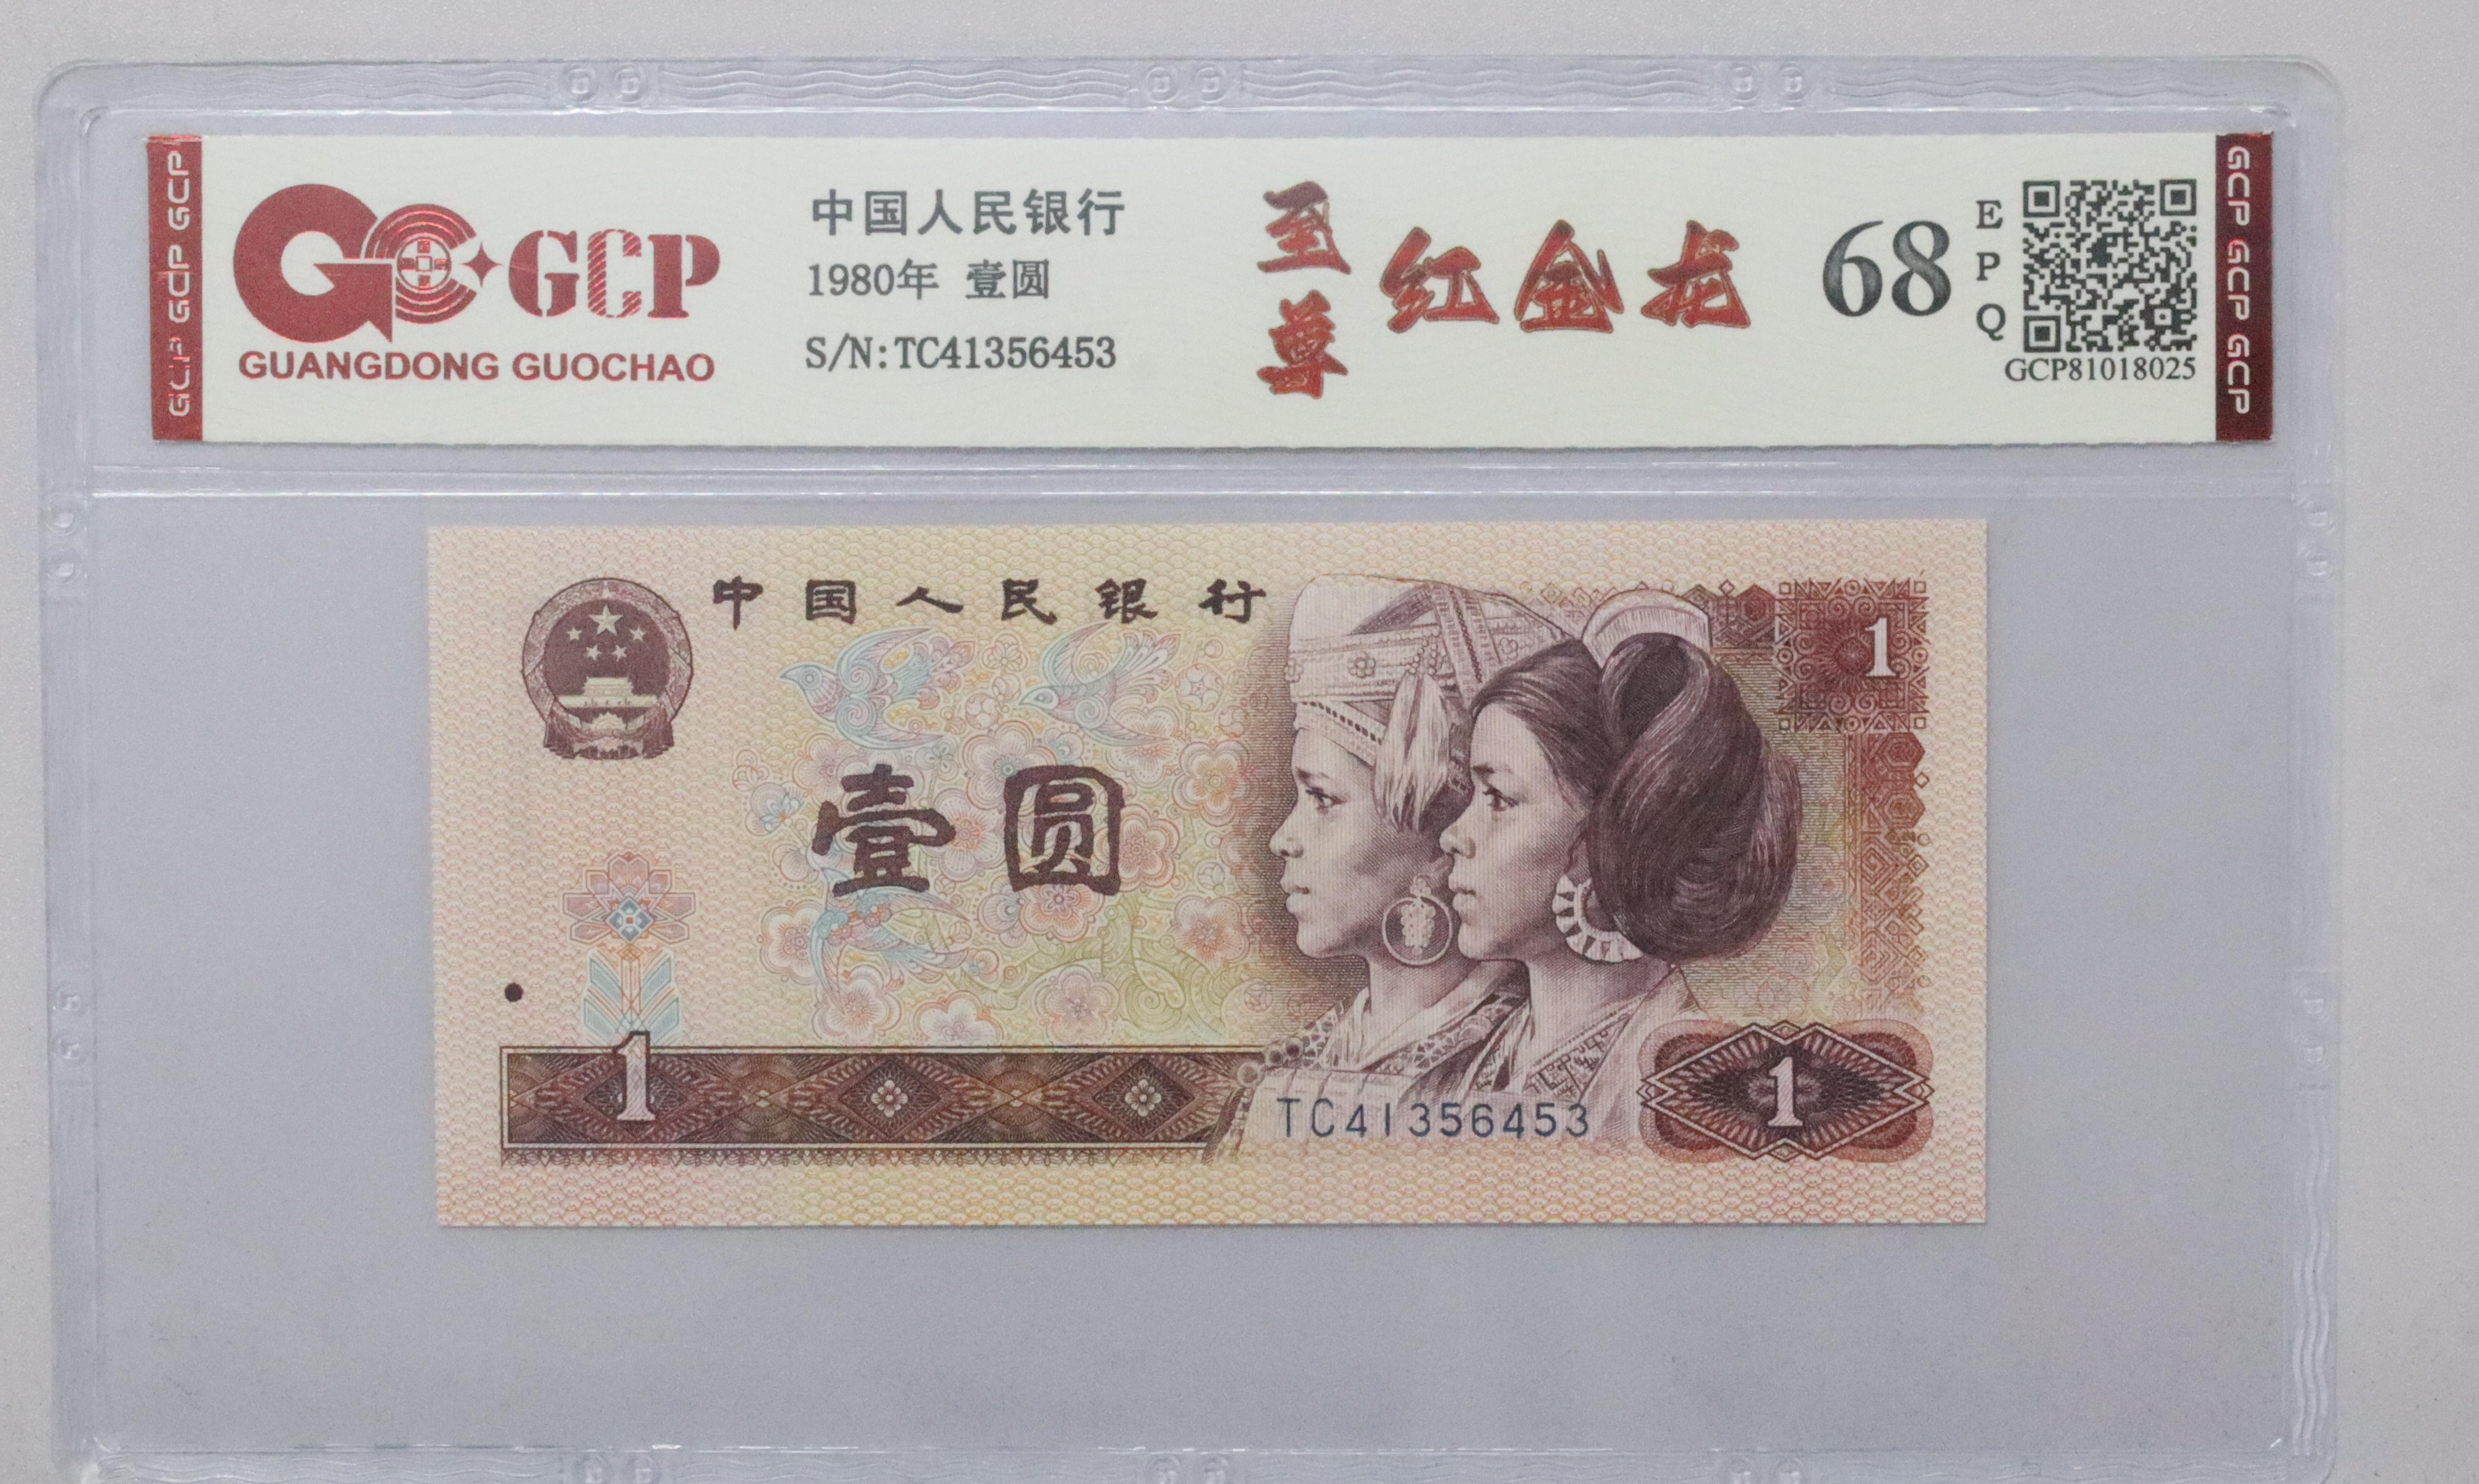 GCP GCP GCP
GCP
GUANGDONG GUOCHAO
中国人民银行
1980年 壹圆
S/N:TC41356453
至尊
红金龙
68
EPQ
GCP81018025
GCP GCP GCP
中国人民银行
1
壹圆
1
TC41356453
1